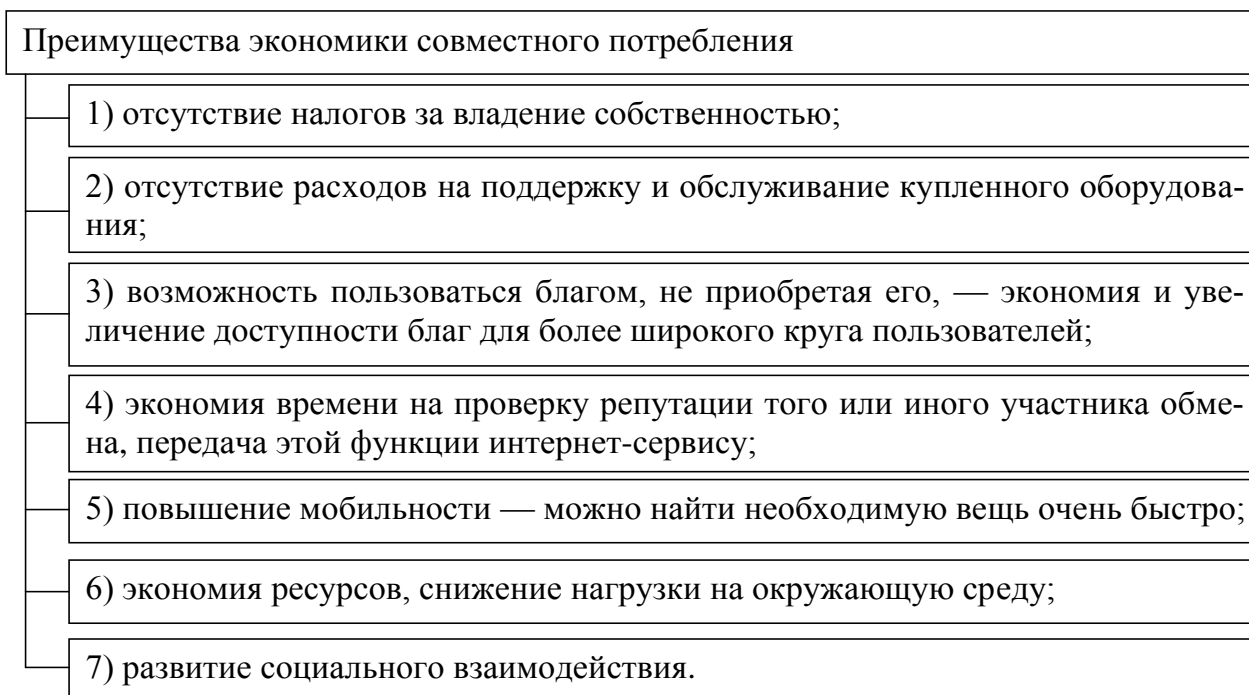 Преимущества экономики совместного потребления
1) отсутствие налогов за владение собственностью;
2) отсутствие расходов на поддержку и обслуживание купленного оборудова-
ния;
3) возможность пользоваться благом, не приобретая его, — экономия и уве-
личение доступности благ для более широкого круга пользователей;
4) экономия времени на проверку репутации того или иного участника обме-
на, передача этой функции интернет-сервису;
5) повышение мобильности — можно найти необходимую вещь очень быстро;
6) экономия ресурсов, снижение нагрузки на окружающую среду;
7) развитие социального взаимодействия.